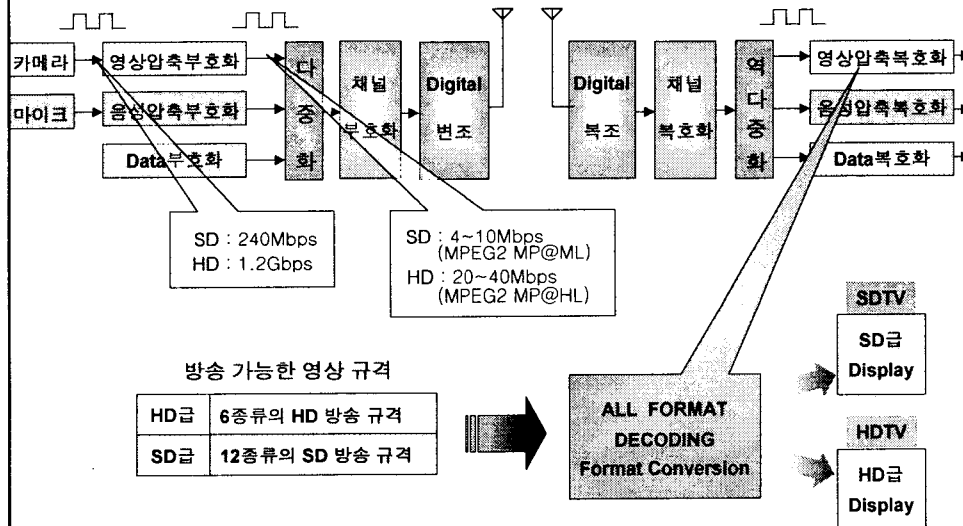 카메라
영상압축부호화
마이크
음성압축부호화
Data부호화
다
중
화
채널
부호화
Digital
변조
Digital
복조
채널
복호화
역
다
중
화
영상압축복호화
음성압축복호화
Data복호화
SD : 240Mbps
HD : 1.2Gbps
SD : 4~10Mbps
(MPEG2 MP@ML)
HD : 20~40Mbps
(MPEG2 MP@HL)
방송 가능한 영상 규격
HD급 6종류의 HD 방송 규격
SD급 12종류의 SD 방송 규격
ALL FORMAT
DECODING
Format Conversion
SDTV
SD급
Display
HDTV
HD급
Display